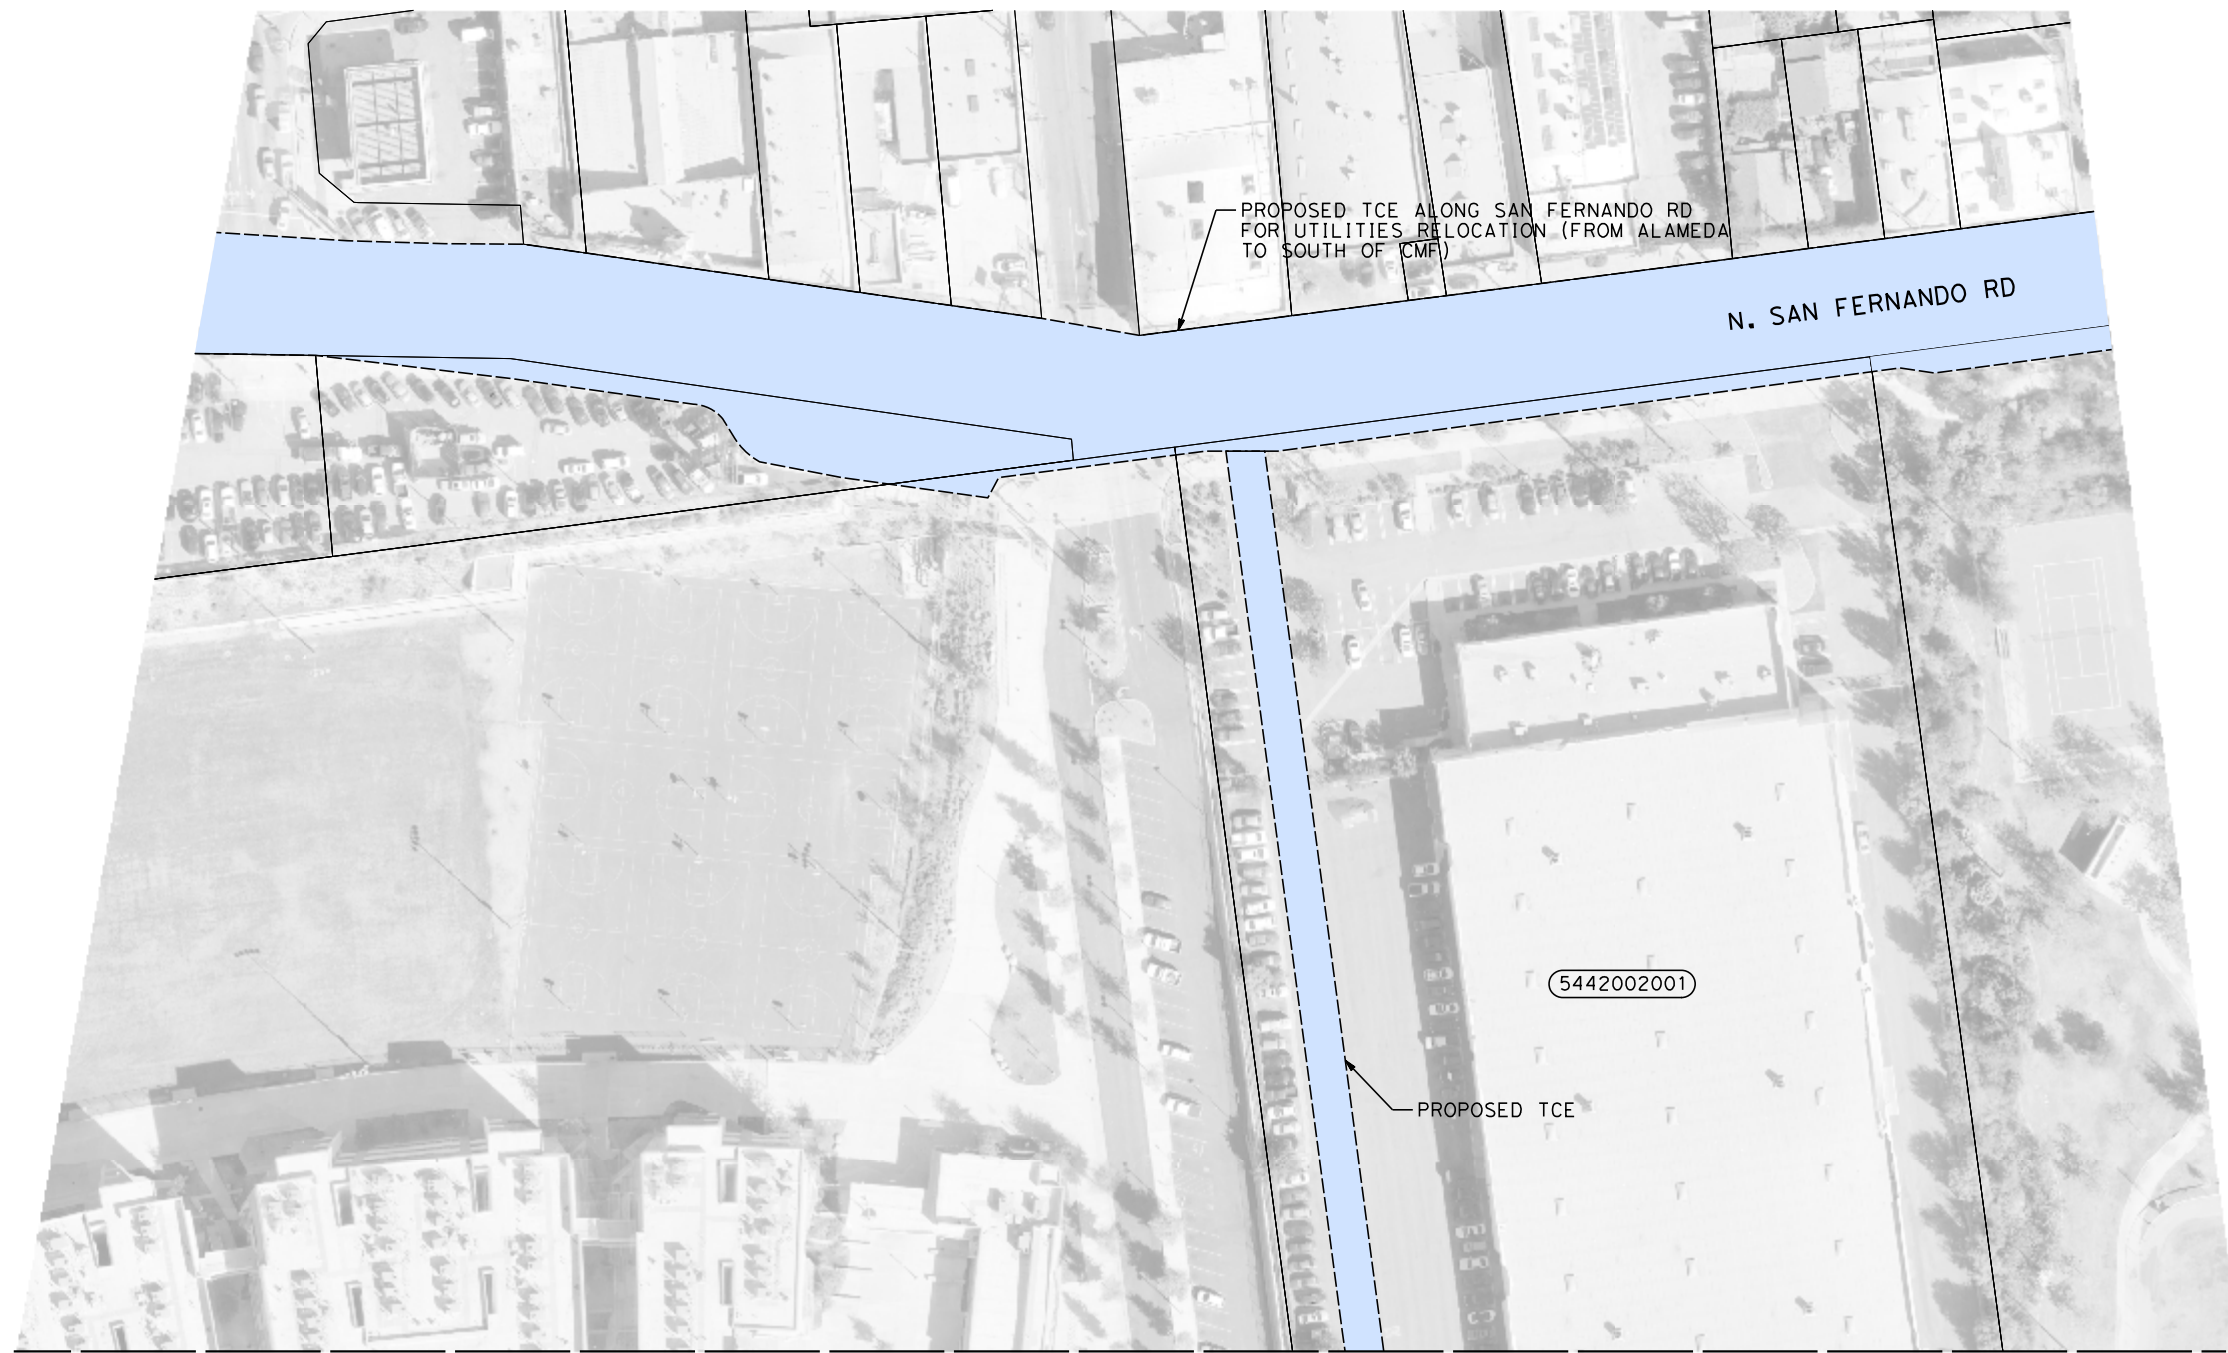 PROPOSED TCE ALONG SAN FERNANDO RD
FOR UTILITIES RELOCATION (FROM ALAMEDA
TO SOUTH OF CMF)
N. SAN FERNANDO RD
5442002001
PROPOSED TCE